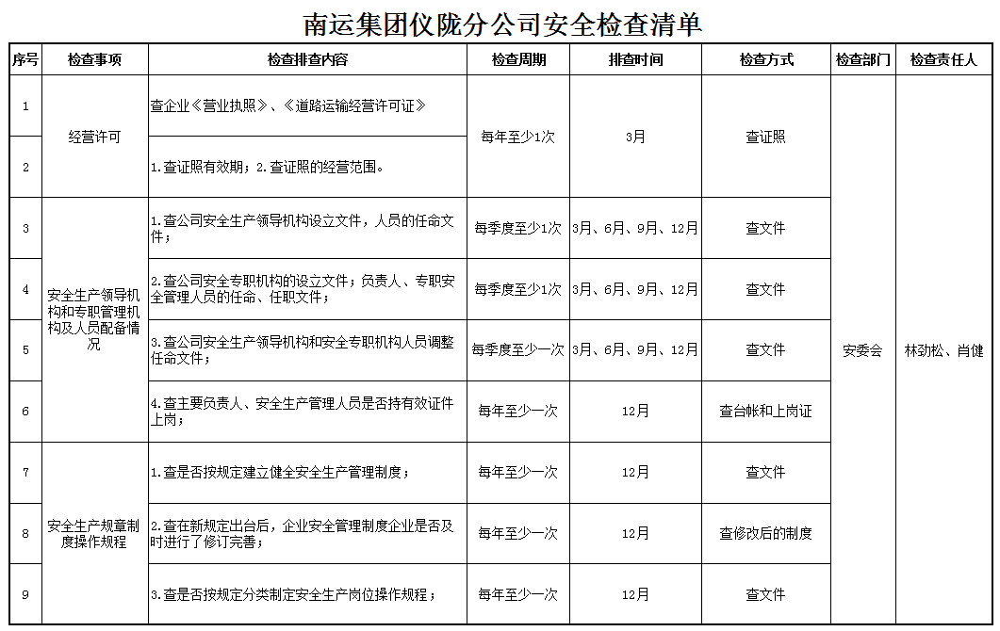 南运集团仪陇分公司安全检查清单
序号 检查事项 检查排查内容 检查周期 排查时间 检查方式 检查部门 检查责任人
1 经营许可 查企业《营业执照》、《道路运输经营许可证》 每年至少1次 3月 查证照 安委会 林劲松、肖健
2 1.查证照有效期；2.查证照的经营范围。
3 安全生产领导机
构和专职管理机
构及人员配备情
况
1.查公司安全生产领导机构设立文件，人员的任命文
件；
每季度至少1次 3月、6月、9月、12月 查文件
4 2.查公司安全专职机构的设立文件；负责人、专职安
全管理人员的任命、任职文件；
每季度至少1次 3月、6月、9月、12月 查文件
5 3.查公司安全生产领导机构和安全专职机构人员调整
任命文件；
每季度至少一次 3月、6月、9月、12月 查文件
6 4.查主要负责人、安全生产管理人员是否持有效证件
上岗；
每年至少一次 12月 查台帐和上岗证
7 安全生产规章制
度操作规程
1.查是否按规定建立健全安全生产管理制度；
每年至少一次 12月 查文件
8 2.查在新规定出台后，企业安全管理制度企业是否及
时进行了修订完善；
每年至少一次 12月 查修改后的制度
9 3.查是否按规定分类制定安全生产岗位操作规程；
每年至少一次 12月 查文件